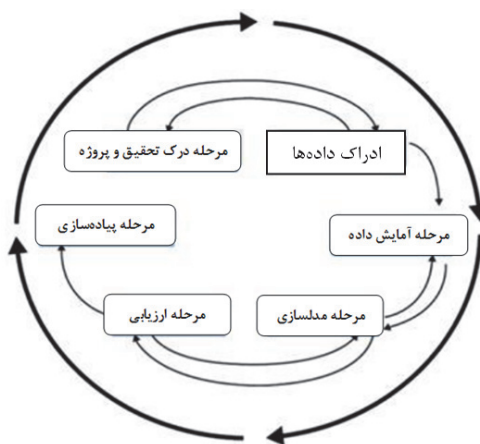 ادراک داده‌ها
مرحله درک تحقیق و پروژه
مرحله آمایش داده
مرحله پیاده‌سازی
مرحله مدلسازی
مرحله ارزیابی